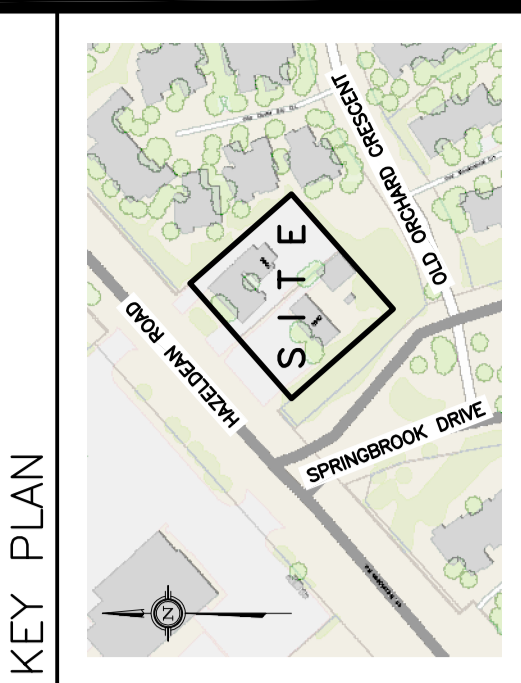 KEY PLAN
HAZELDEAN ROAD
SITE
OLD ORCHARD CRESCENT
SPRINGBROOK DRIVE
N